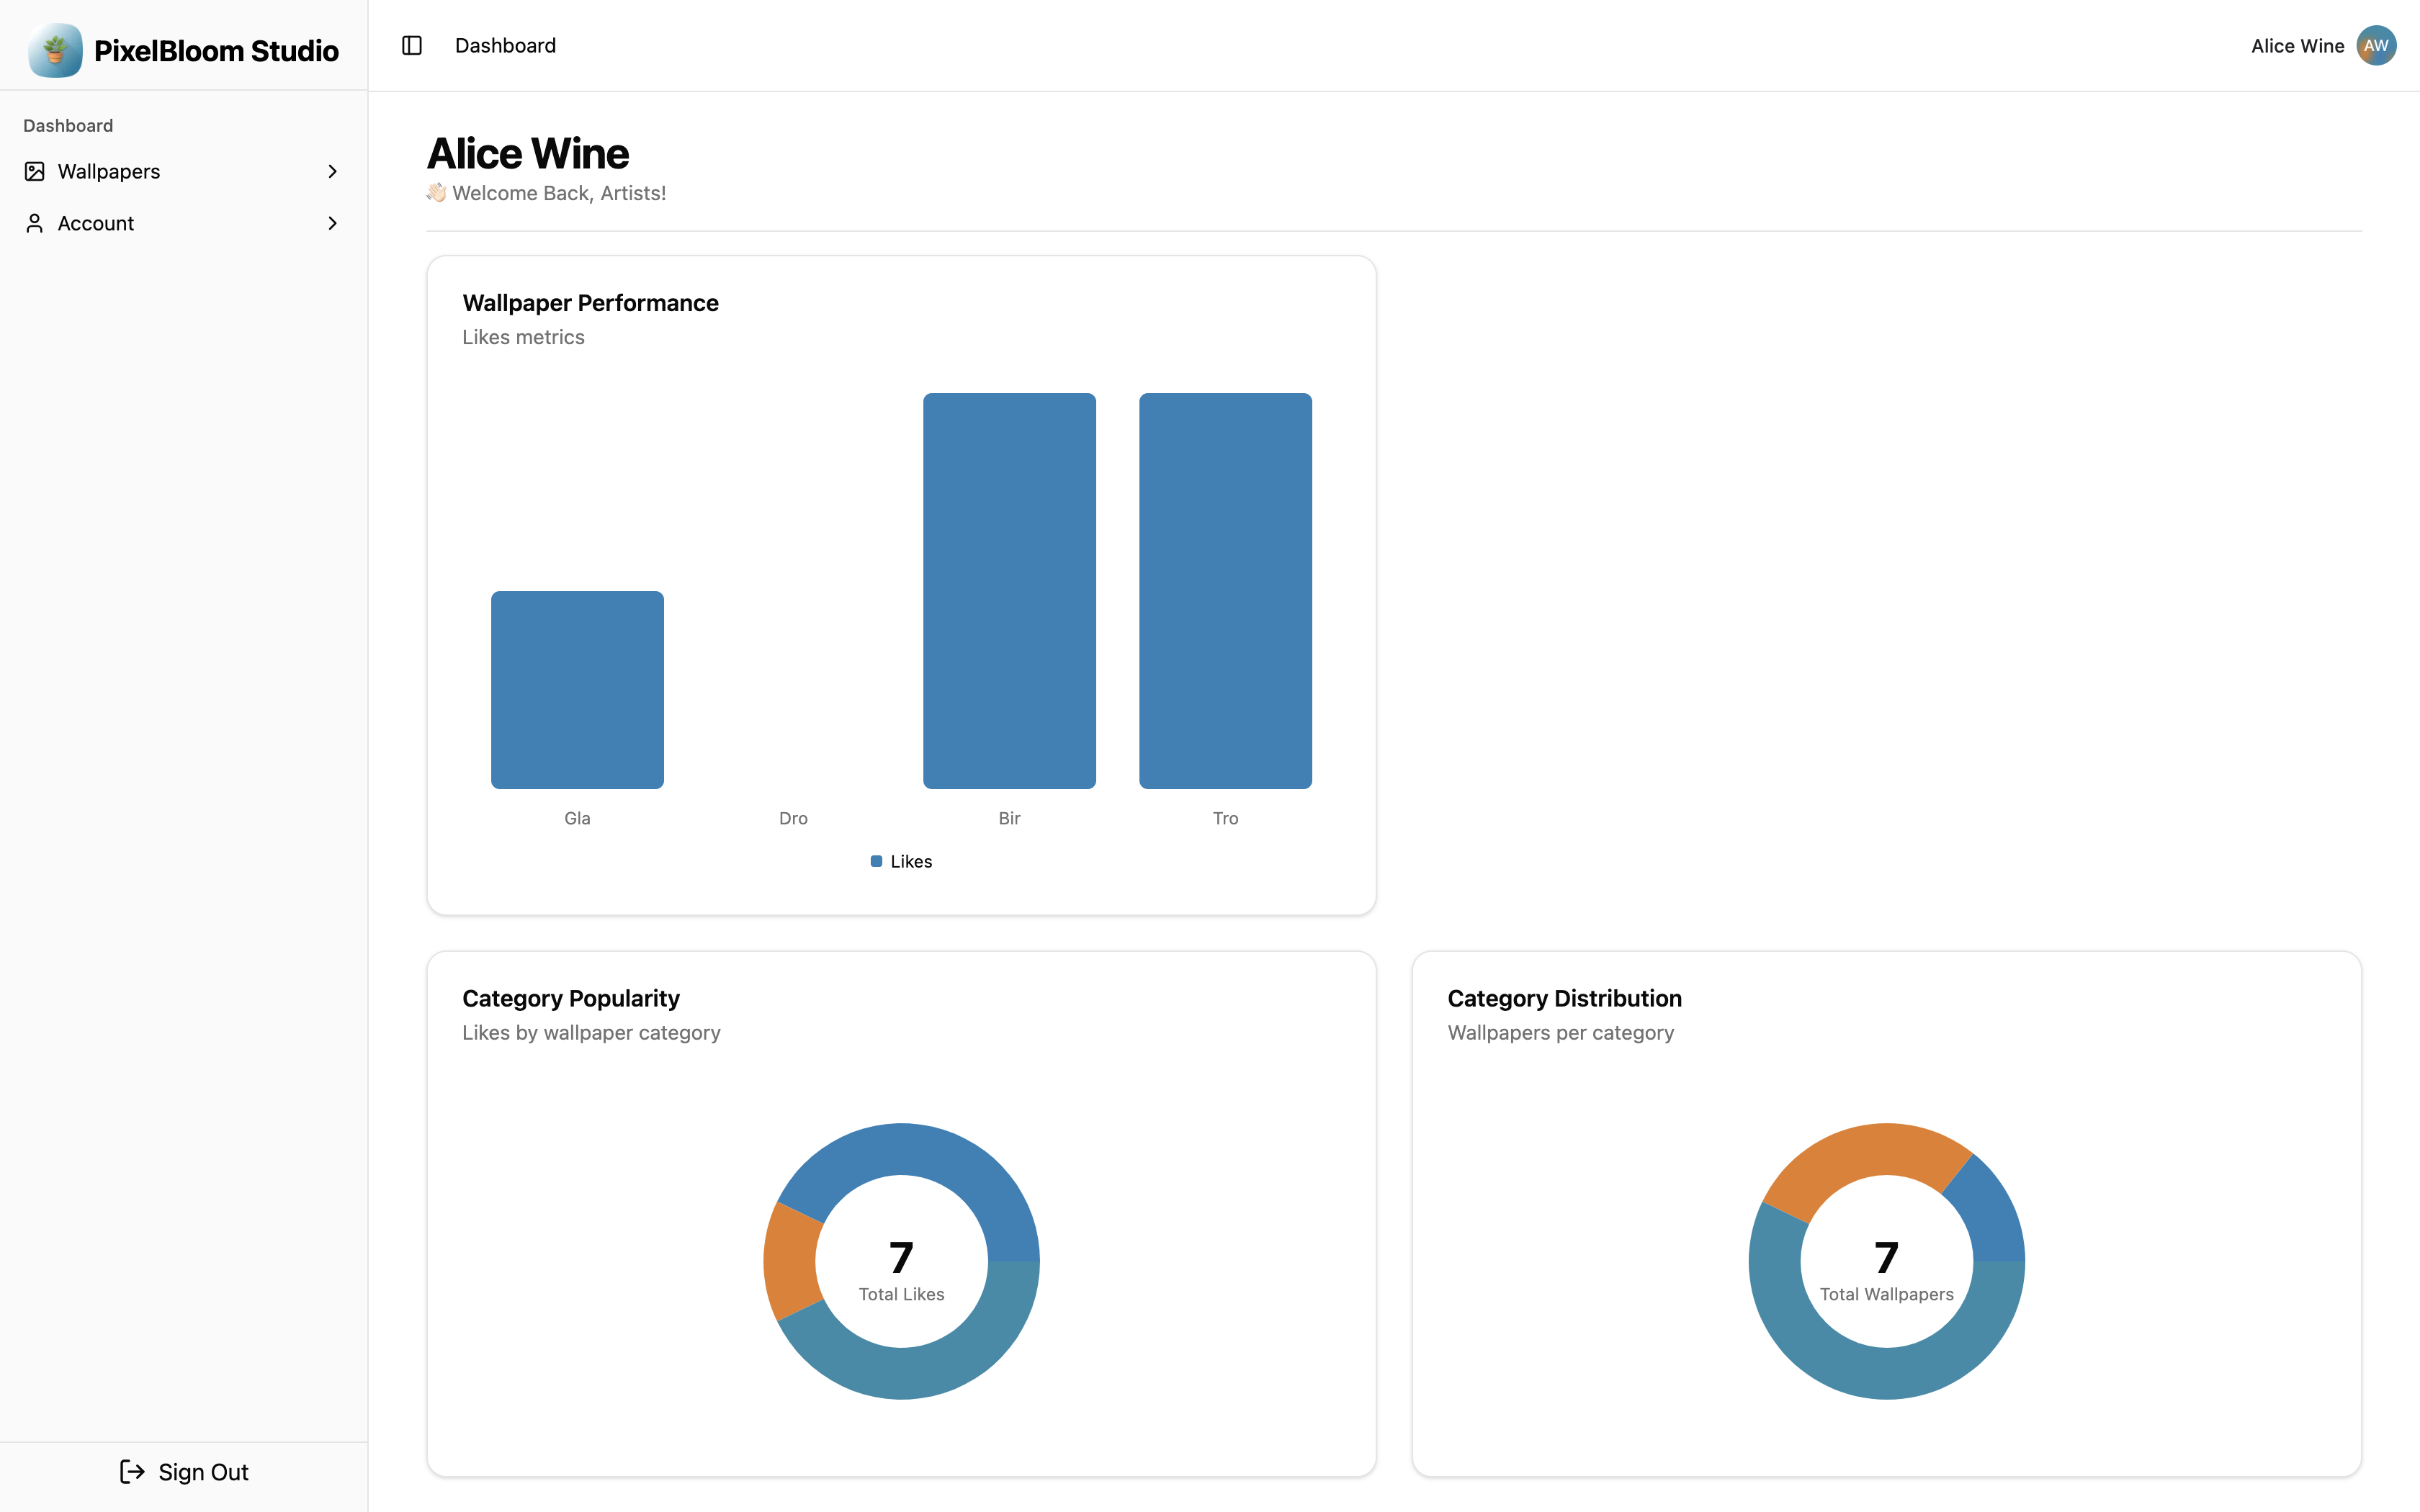 PixelBloom Studio
Dashboard
Wallpapers
Account
Sign Out
Dashboard
Alice Wine
AW
Alice Wine
👋🏻 Welcome Back, Artists!
Wallpaper Performance
Likes metrics
Gla
Dro
Bir
Tro
Likes
Category Popularity
Likes by wallpaper category
7
Total Likes
Category Distribution
Wallpapers per category
7
Total Wallpapers